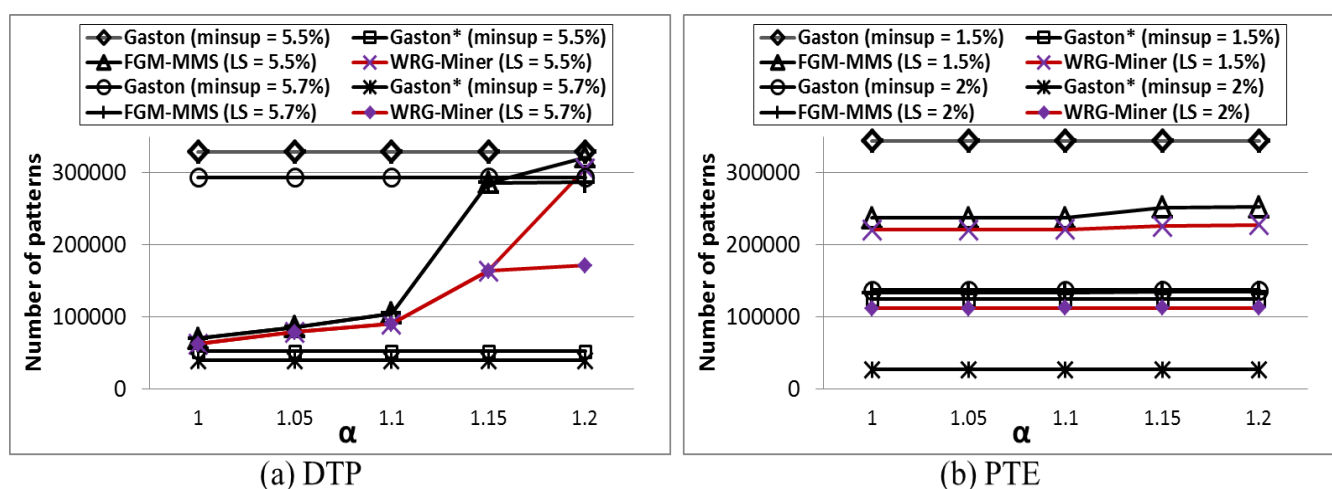 Gaston (minsup = 5.5%) Gaston* (minsup = 5.5%)
FGM-MMS (LS = 5.5%) WRG-Miner (LS = 5.5%)
Gaston (minsup = 5.7%) Gaston* (minsup = 5.7%)
FGM-MMS (LS = 5.7%) WRG-Miner (LS = 5.7%)
Number of patterns
300000
200000
100000
0
1 1.05 1.1 1.15 1.2
α
(a) DTP
Gaston (minsup = 1.5%) Gaston* (minsup = 1.5%)
FGM-MMS (LS = 1.5%) WRG-Miner (LS = 1.5%)
Gaston (minsup = 2%) Gaston* (minsup = 2%)
FGM-MMS (LS = 2%) WRG-Miner (LS = 2%)
Number of patterns
300000
200000
100000
0
1 1.05 1.1 1.15 1.2
α
(b) PTE